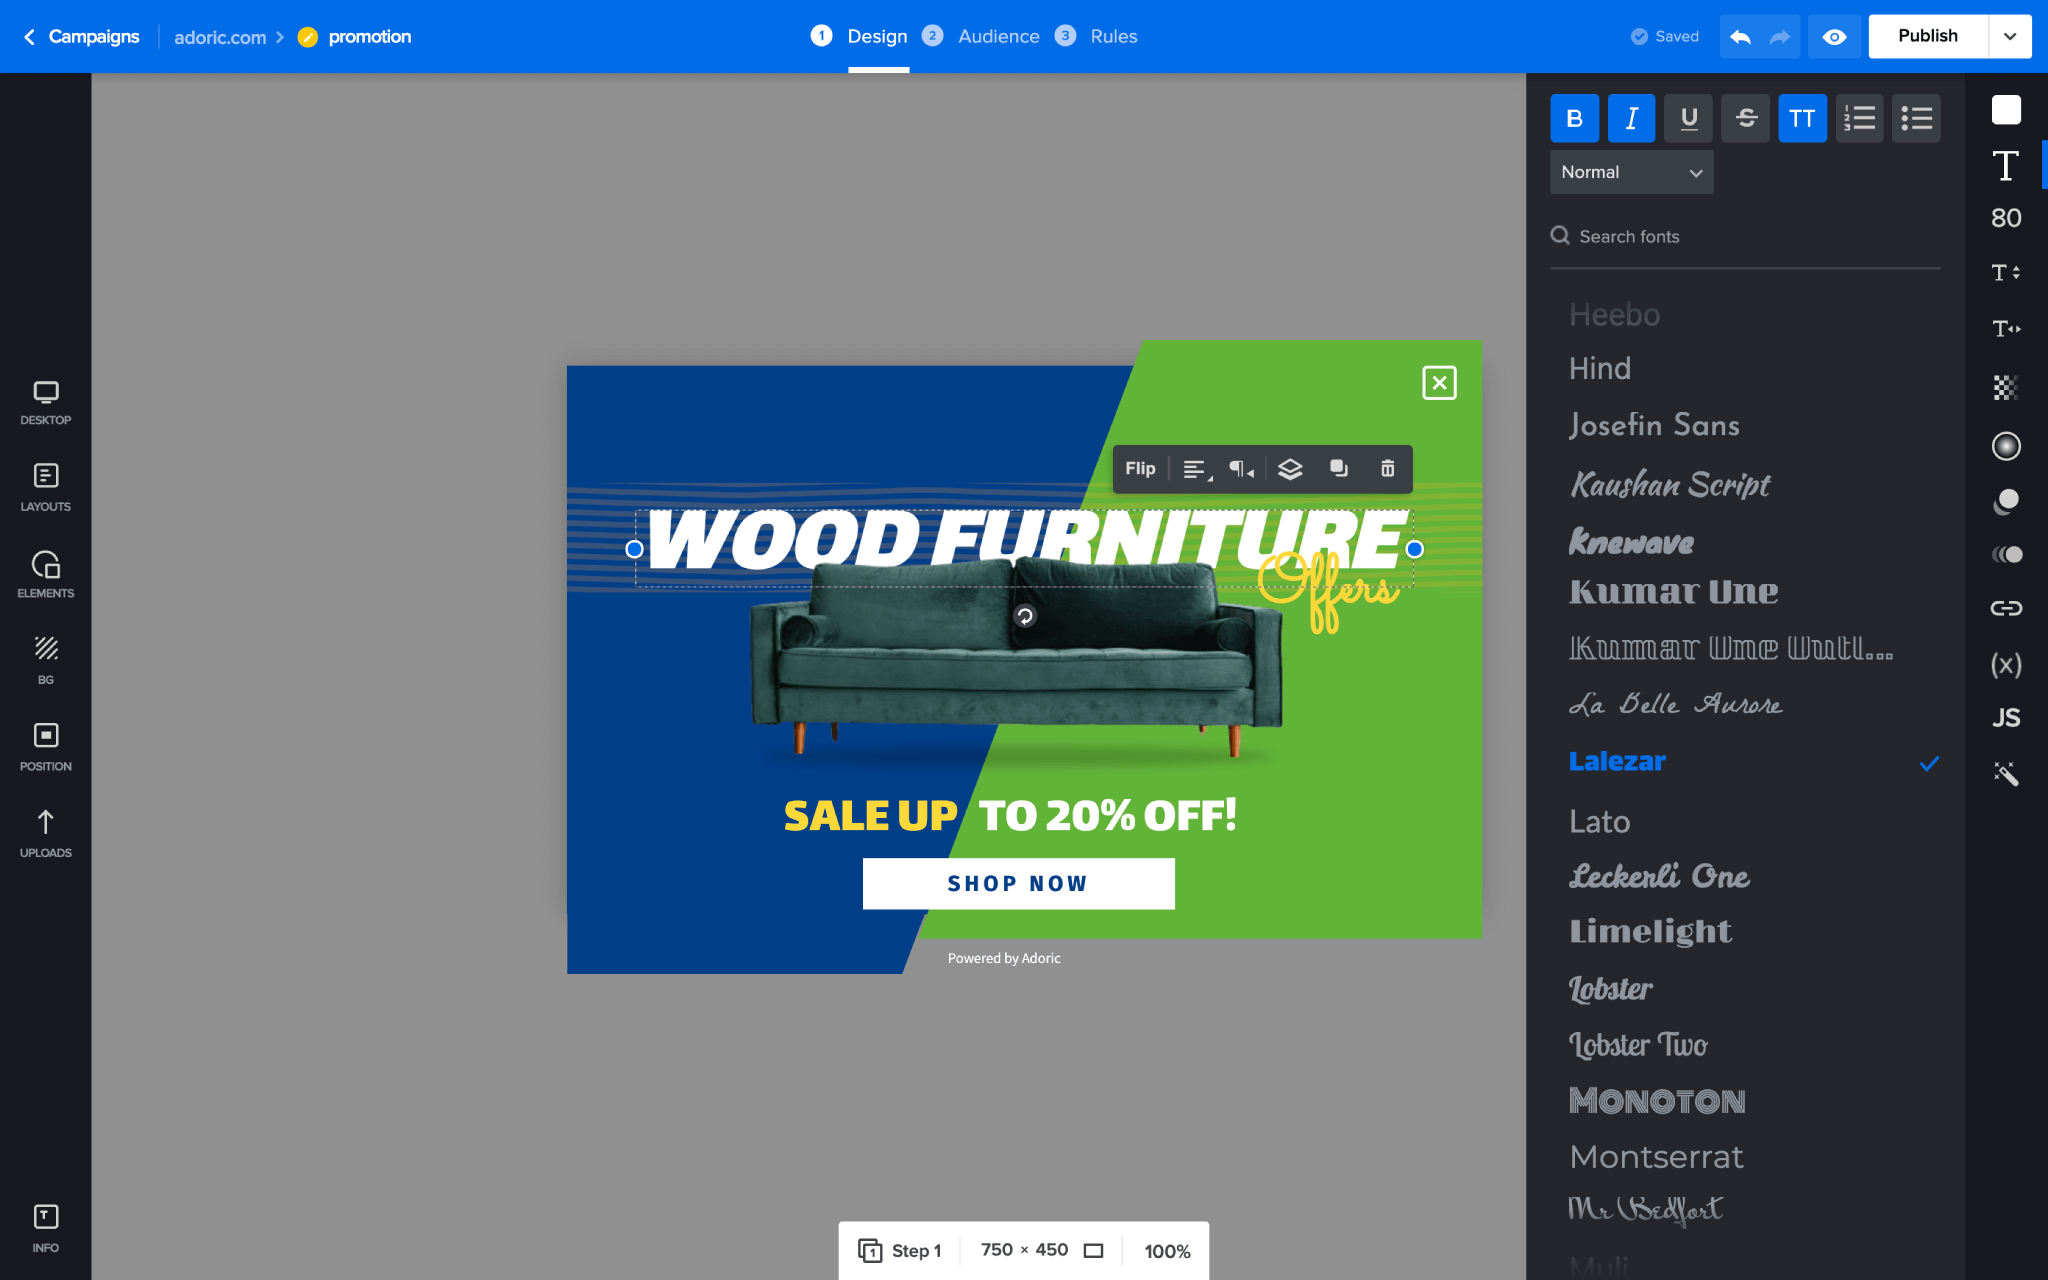 Campaigns
adoric.com
promotion
1 Design
2 Audience
3 Rules
Saved
Publish
B I U S TT
Normal
Search fonts
Heebo
Hind
Josefin Sans
Kaushan Script
Knewave
Kumar One
Kumar One Outl...
La Belle Aurore
Lalezar
Lato
Leckerli One
Limelight
Lobster
Lobster Two
MONOTON
Montserrat
Mr Bedfort
Muli
T
80
T
T
(x)
JS
DESKTOP
LAYOUTS
ELEMENTS
BG
POSITION
UPLOADS
INFO
Flip
WOOD FURNITURE
Offers
SALE UP TO 20% OFF!
SHOP NOW
Powered by Adoric
1 Step 1
750 × 450
100%